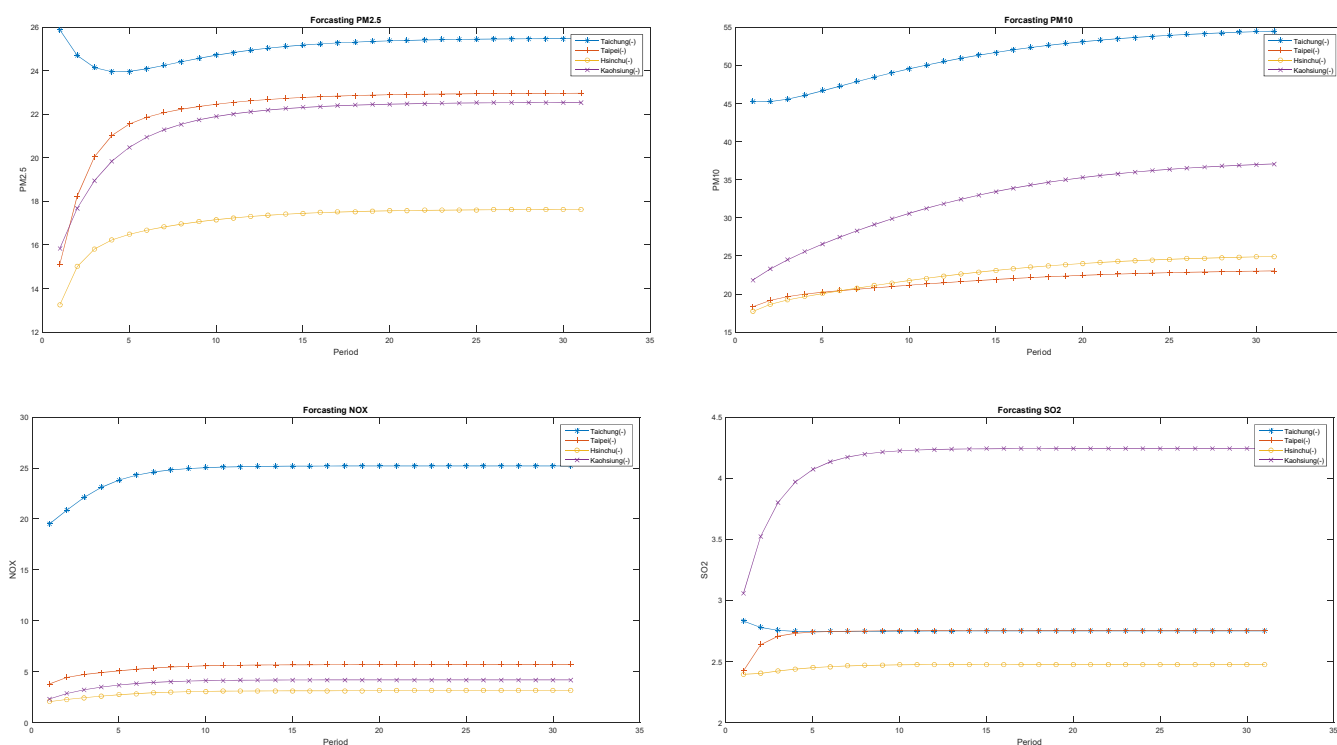 Forcasting PM2.5
26
24
22
20
18
16
14
12
PM2.5
0 5 10 15 20 25 30 35
Period
Taichung(-)
Taipei(-)
Hsinchu(-)
Kaohsiung(-)
Forcasting PM10
55
50
45
40
35
30
25
20
15
PM10
0 5 10 15 20 25 30 35
Period
Taichung(-)
Taipei(-)
Hsinchu(-)
Kaohsiung(-)
Forcasting NOX
30
25
20
15
10
5
0
NOX
0 5 10 15 20 25 30 35
Period
Taichung(-)
Taipei(-)
Hsinchu(-)
Kaohsiung(-)
Forcasting SO2
4.5
4
3.5
3
2.5
2
SO2
0 5 10 15 20 25 30 35
Period
Taichung(-)
Taipei(-)
Hsinchu(-)
Kaohsiung(-)